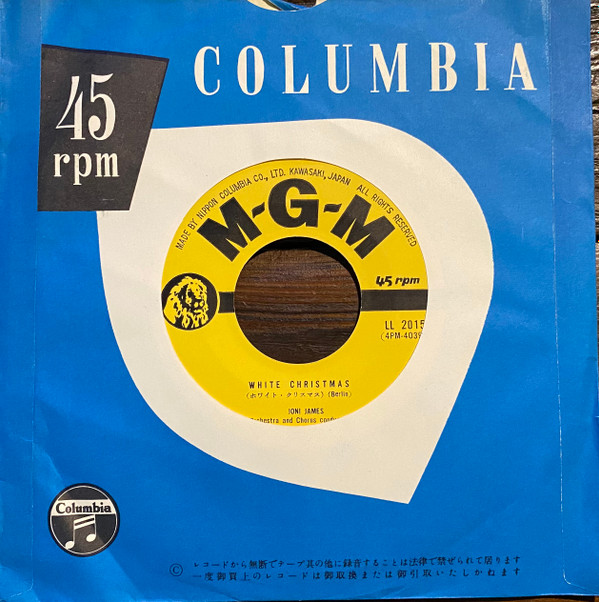 COLUMBIA
45
rpm
MADE BY NIPPON COLUMBIA CO., LTD. KAWASAKI, JAPAN ALL RIGHTS RESERVED
M-G-M
45 rpm
LL 2015
(4PM-4039
WHITE CHRISTMAS
(ホワイト・クリスマス) (Berlin)
JONI JAMES
Orchestra and Chorus
Columbia
© レコードから無断でテープ其の他に録音することは法律で禁ぜられて居ります
一度御買上のレコードは御取換または御引取いたしかねます